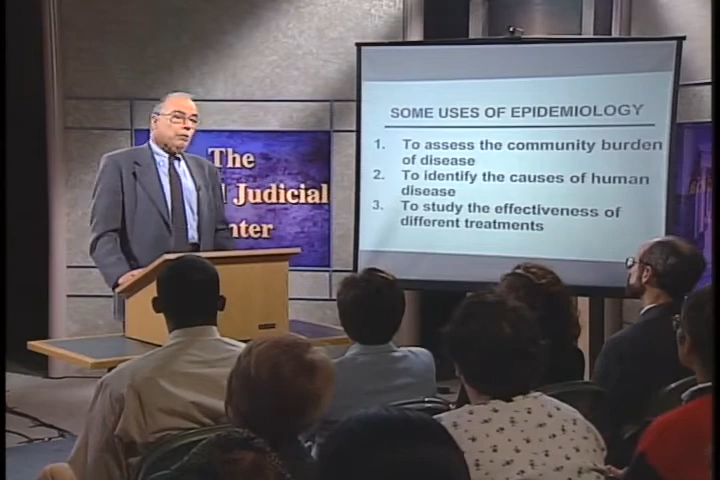 The
Judicial
SOME USES OF EPIDEMIOLOGY
1. To assess the community burden
of disease
2. To identify the causes of human
disease
3. To study the effectiveness of
different treatments